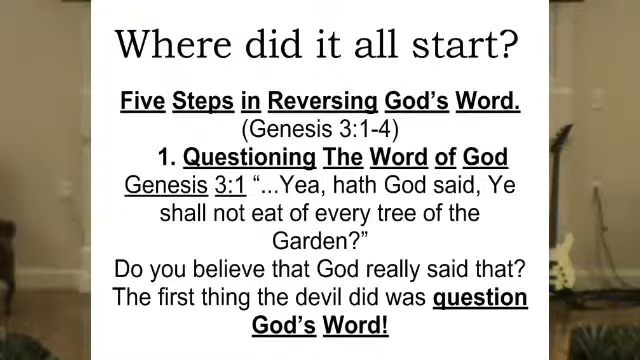 Where did it all start?
Five Steps in Reversing God's Word.
(Genesis 3:1-4)
1. Questioning The Word of God
Genesis 3:1 “...Yea, hath God said, Ye
shall not eat of every tree of the
Garden?”
Do you believe that God really said that?
The first thing the devil did was question
God's Word!